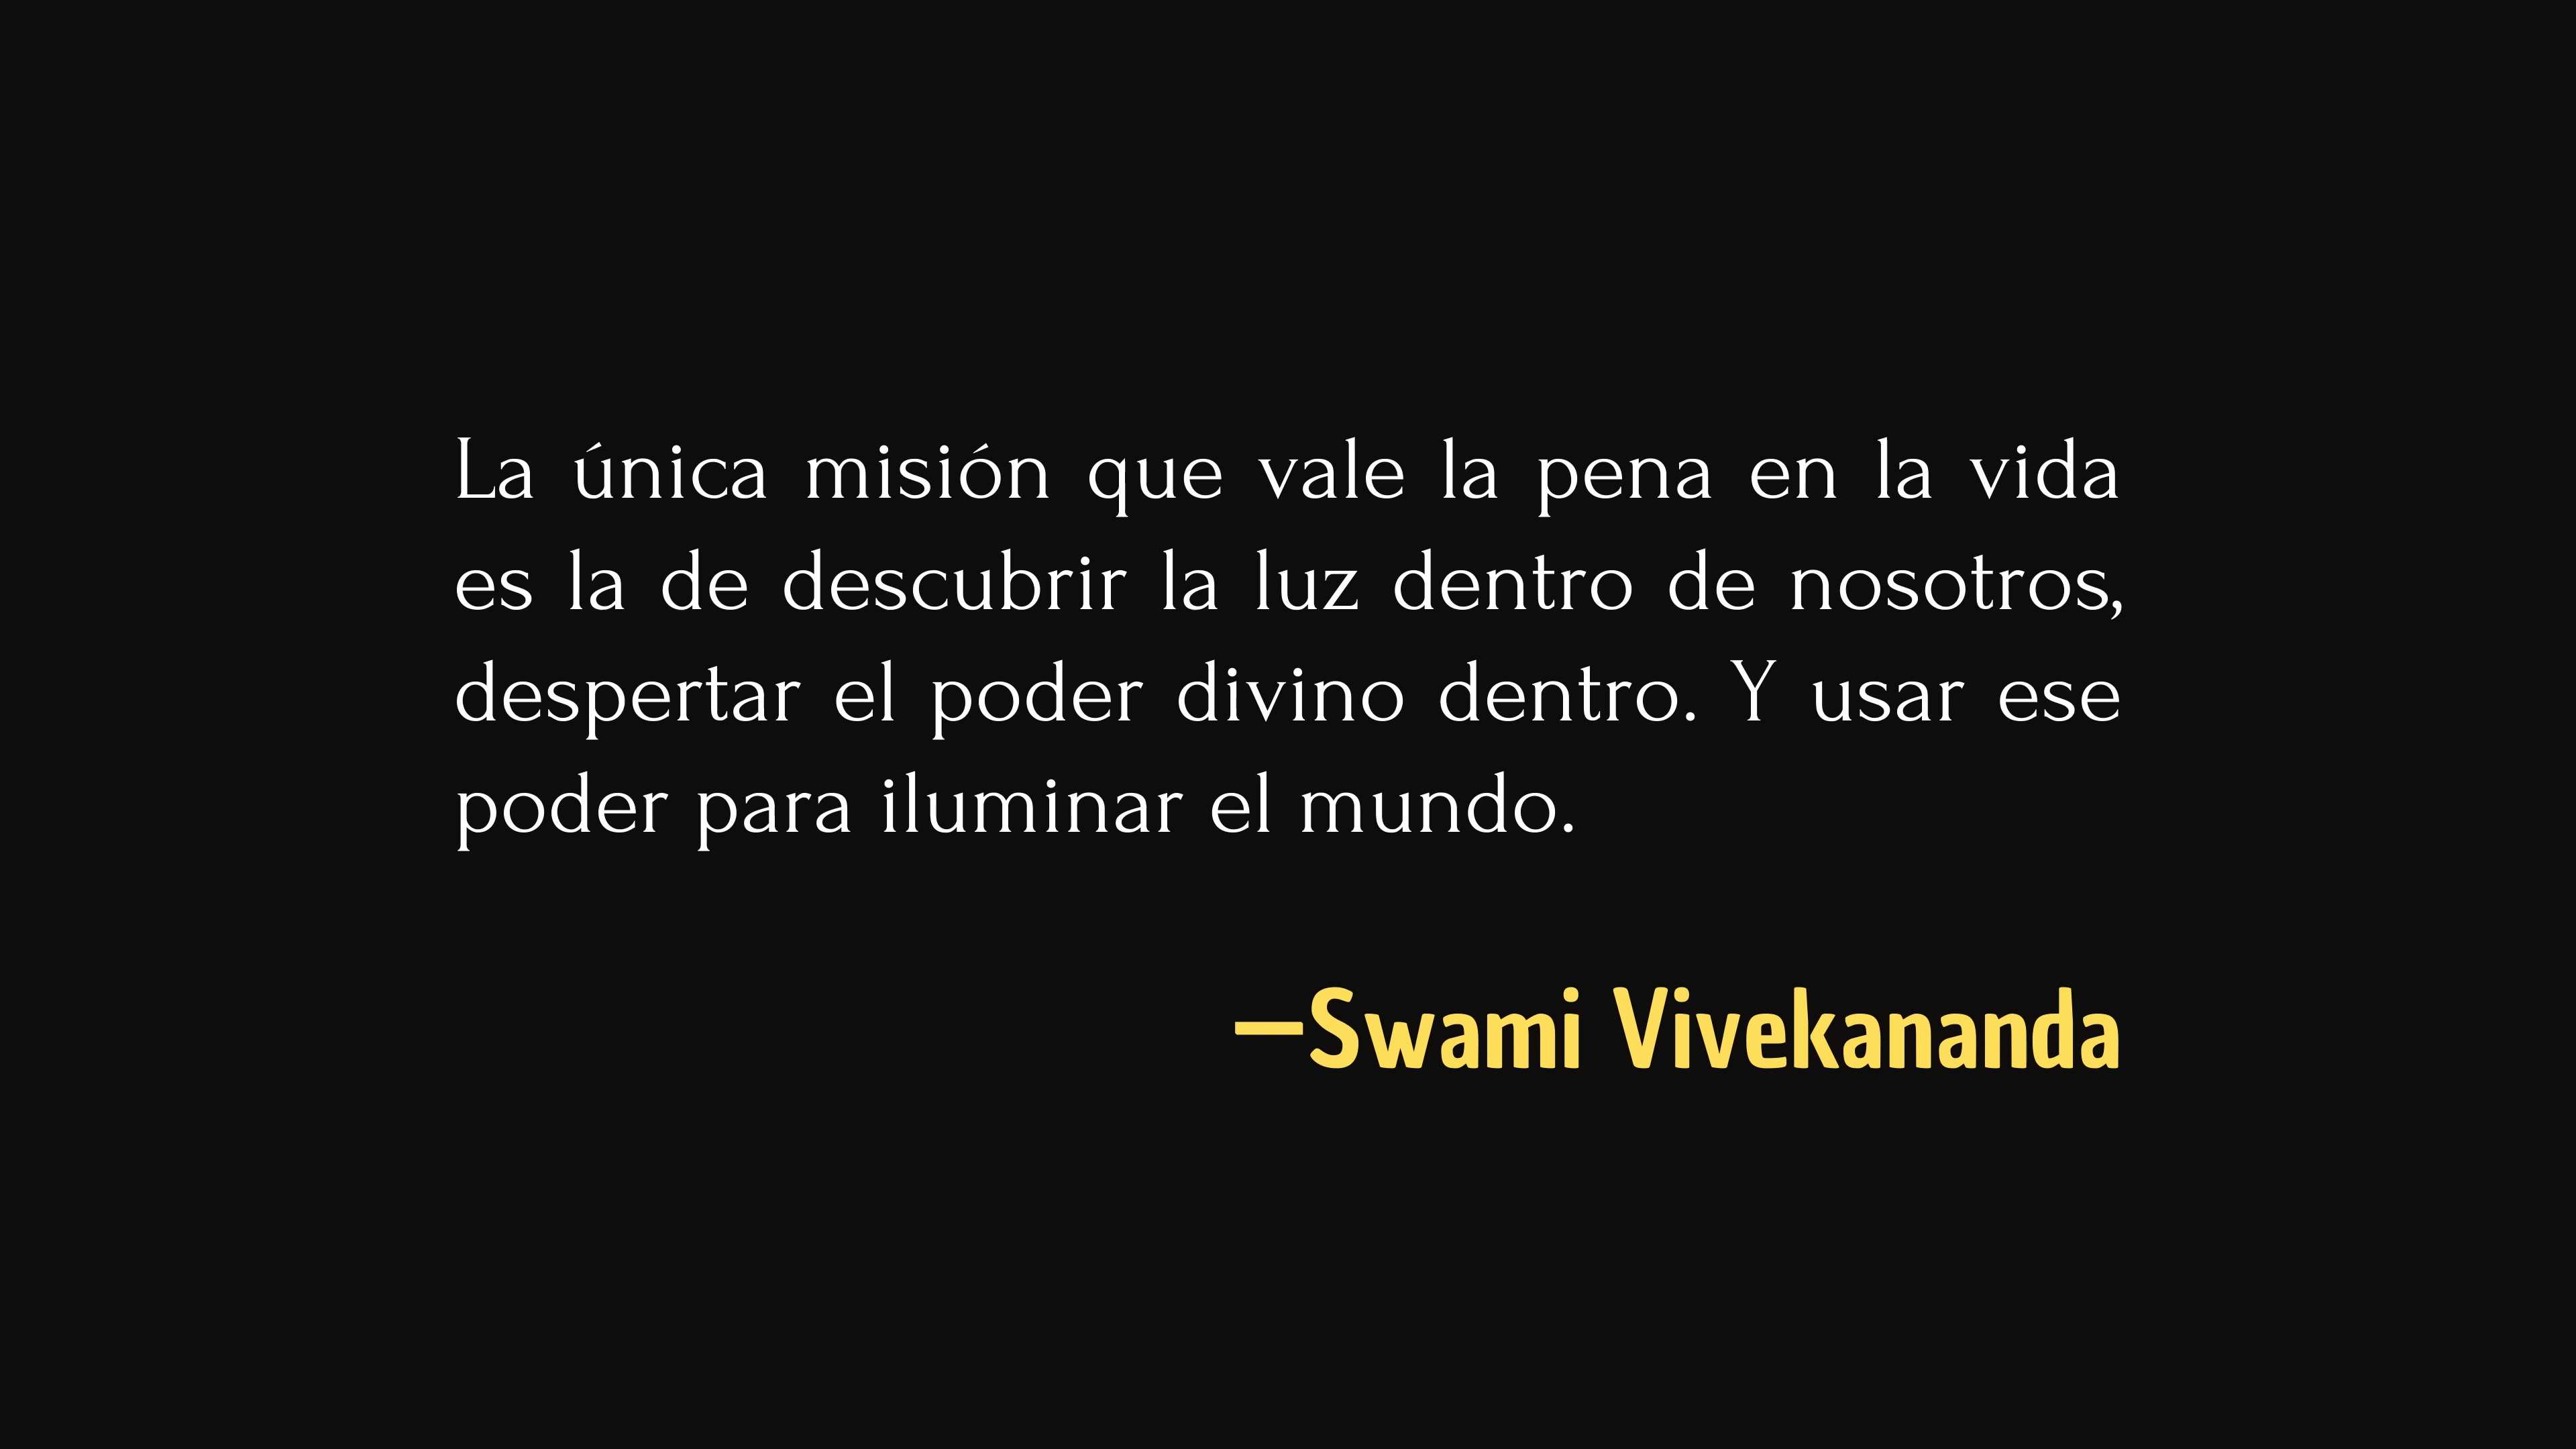 La única misión que vale la pena en la vida
es la de descubrir la luz dentro de nosotros,
despertar el poder divino dentro. Y usar ese
poder para iluminar el mundo.
—Swami Vivekananda